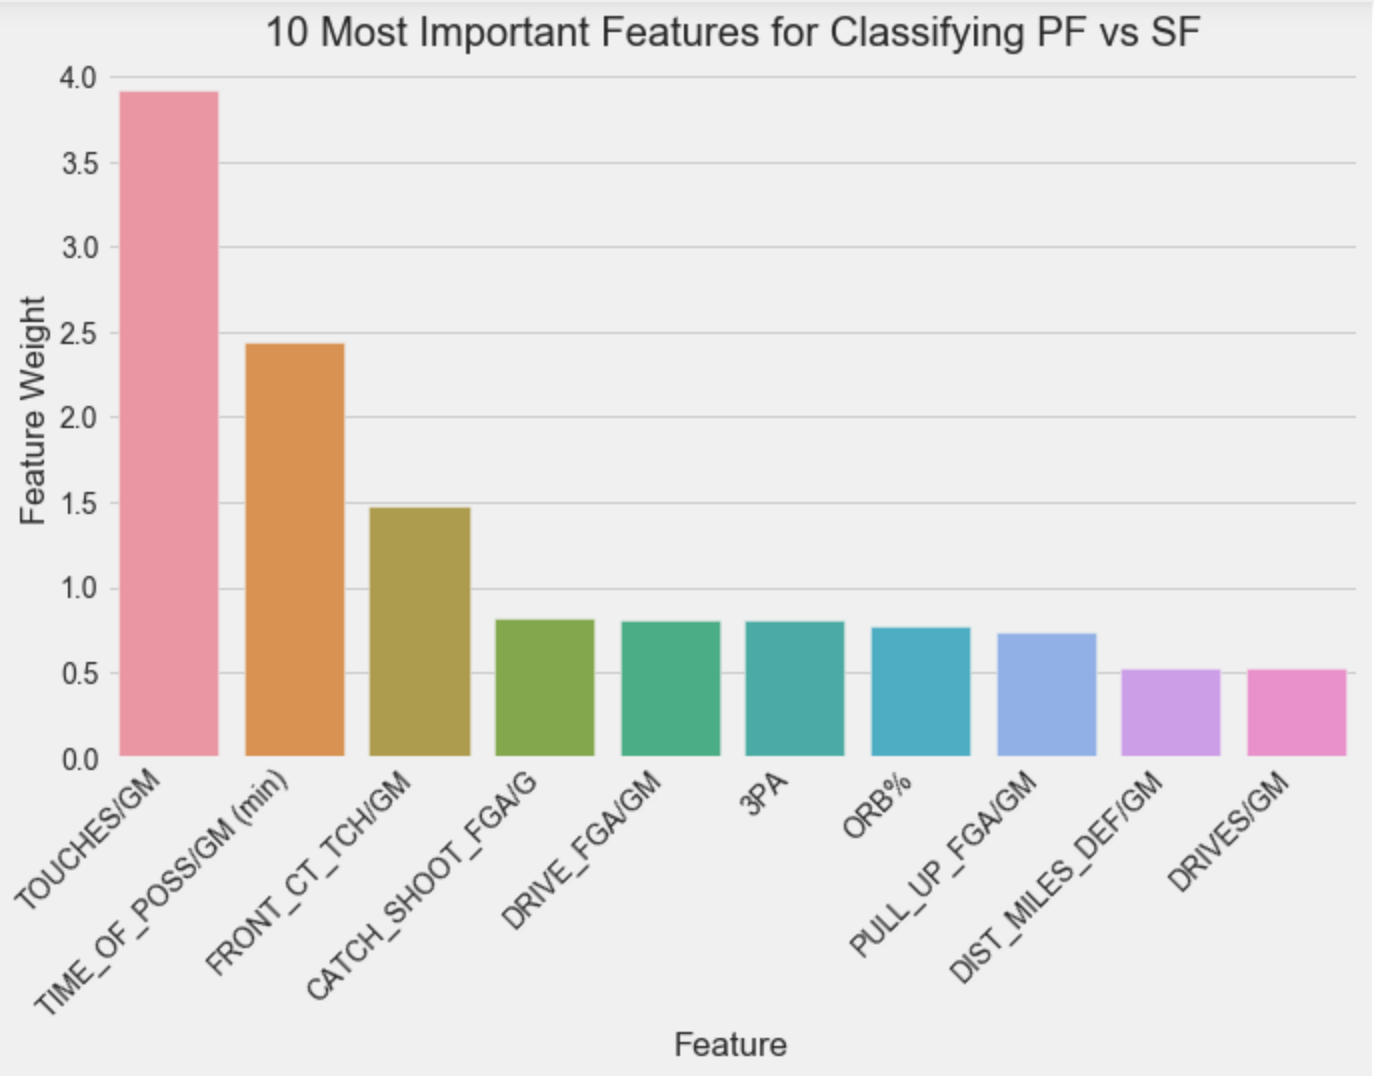 10 Most Important Features for Classifying PF vs SF
Feature Weight
4.0
3.5
3.0
2.5
2.0
1.5
1.0
0.5
0.0
TOUCHES/GM
TIME_OF_POSS/GM (min)
FRONT_CT_TCH/GM
CATCH_SHOOT_FGA/G
DRIVE_FGA/GM
3PA
ORB%
PULL_UP_FGA/GM
DIST_MILES_DEF/GM
DRIVES/GM
Feature